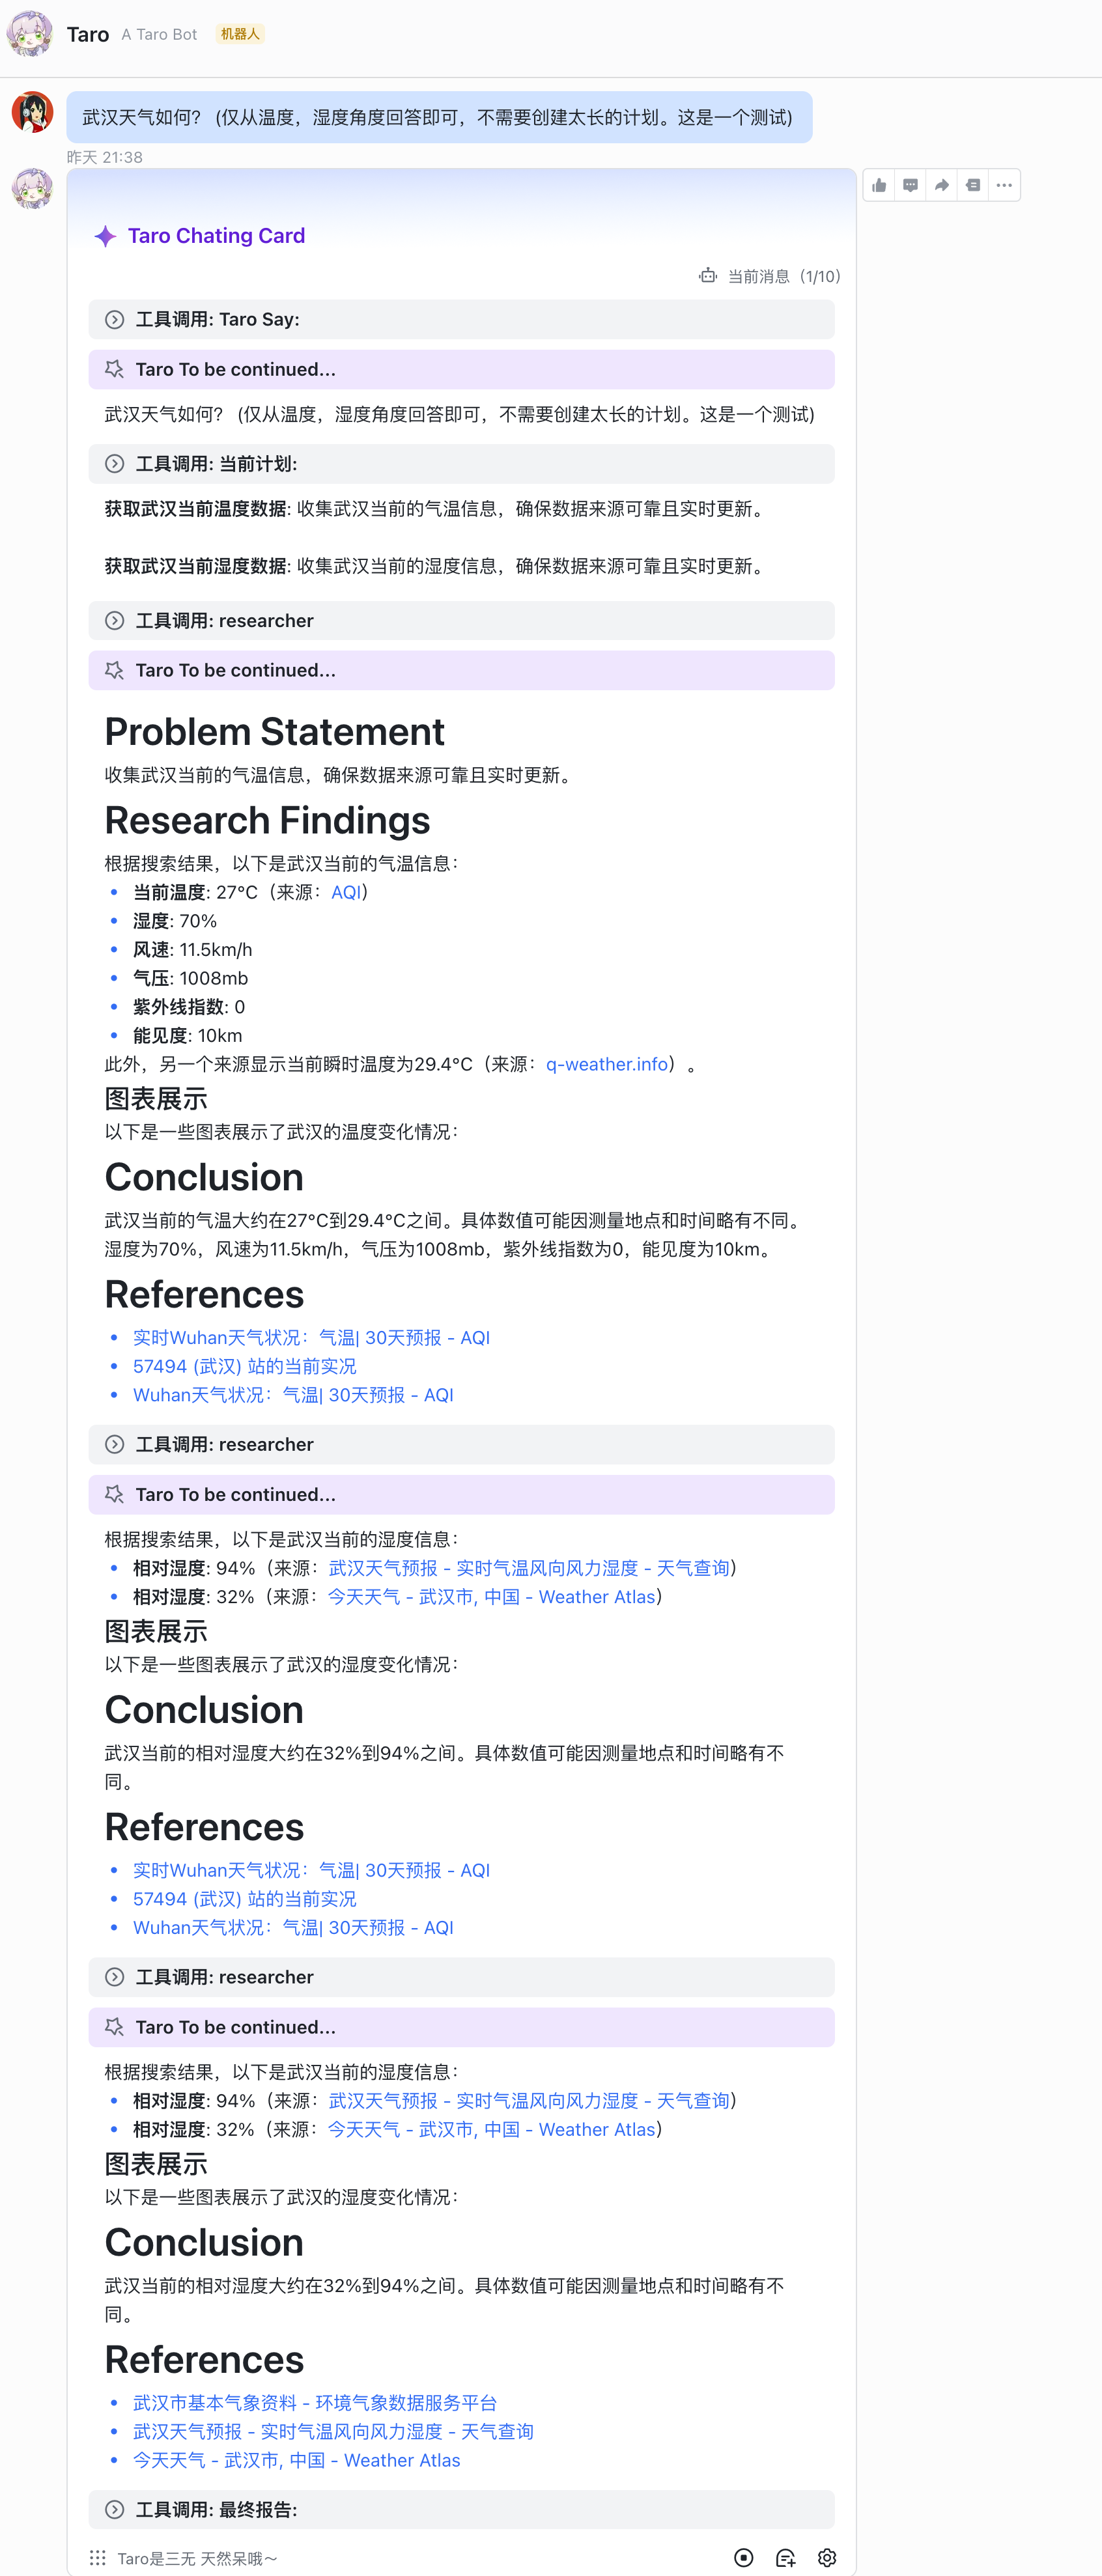 Taro A Taro Bot 机器人
武汉天气如何？（仅从温度，湿度角度回答即可，不需要创建太长的计划。这是一个测试)
昨天 21:38
Taro Chating Card
当前消息（1/10）
工具调用: Taro Say:
Taro To be continued...
武汉天气如何？（仅从温度，湿度角度回答即可，不需要创建太长的计划。这是一个测试)
工具调用: 当前计划:
获取武汉当前温度数据: 收集武汉当前的气温信息，确保数据来源可靠且实时更新。
获取武汉当前湿度数据: 收集武汉当前的湿度信息，确保数据来源可靠且实时更新。
工具调用: researcher
Taro To be continued...
Problem Statement
收集武汉当前的气温信息，确保数据来源可靠且实时更新。
Research Findings
根据搜索结果，以下是武汉当前的气温信息：
• 当前温度: 27°C（来源：AQI）
• 湿度: 70%
• 风速: 11.5km/h
• 气压: 1008mb
• 紫外线指数: 0
• 能见度: 10km
此外，另一个来源显示当前瞬时温度为29.4°C（来源：q-weather.info）。
图表展示
以下是一些图表展示了武汉的温度变化情况：
Conclusion
武汉当前的气温大约在27°C到29.4°C之间。具体数值可能因测量地点和时间略有不同。
湿度为70%，风速为11.5km/h，气压为1008mb，紫外线指数为0，能见度为10km。
References
• 实时Wuhan天气状况：气温| 30天预报 - AQI
• 57494 (武汉) 站的当前实况
• Wuhan天气状况：气温| 30天预报 - AQI
工具调用: researcher
Taro To be continued...
根据搜索结果，以下是武汉当前的湿度信息：
• 相对湿度: 94%（来源：武汉天气预报 - 实时气温风向风力湿度 - 天气查询）
• 相对湿度: 32%（来源：今天天气 - 武汉市, 中国 - Weather Atlas）
图表展示
以下是一些图表展示了武汉的湿度变化情况：
Conclusion
武汉当前的相对湿度大约在32%到94%之间。具体数值可能因测量地点和时间略有不
同。
References
• 实时Wuhan天气状况：气温| 30天预报 - AQI
• 57494 (武汉) 站的当前实况
• Wuhan天气状况：气温| 30天预报 - AQI
工具调用: researcher
Taro To be continued...
根据搜索结果，以下是武汉当前的湿度信息：
• 相对湿度: 94%（来源：武汉天气预报 - 实时气温风向风力湿度 - 天气查询）
• 相对湿度: 32%（来源：今天天气 - 武汉市, 中国 - Weather Atlas）
图表展示
以下是一些图表展示了武汉的湿度变化情况：
Conclusion
武汉当前的相对湿度大约在32%到94%之间。具体数值可能因测量地点和时间略有不
同。
References
• 武汉市基本气象资料 - 环境气象数据服务平台
• 武汉天气预报 - 实时气温风向风力湿度 - 天气查询
• 今天天气 - 武汉市, 中国 - Weather Atlas
工具调用: 最终报告:
Taro是三无 天然呆哦～